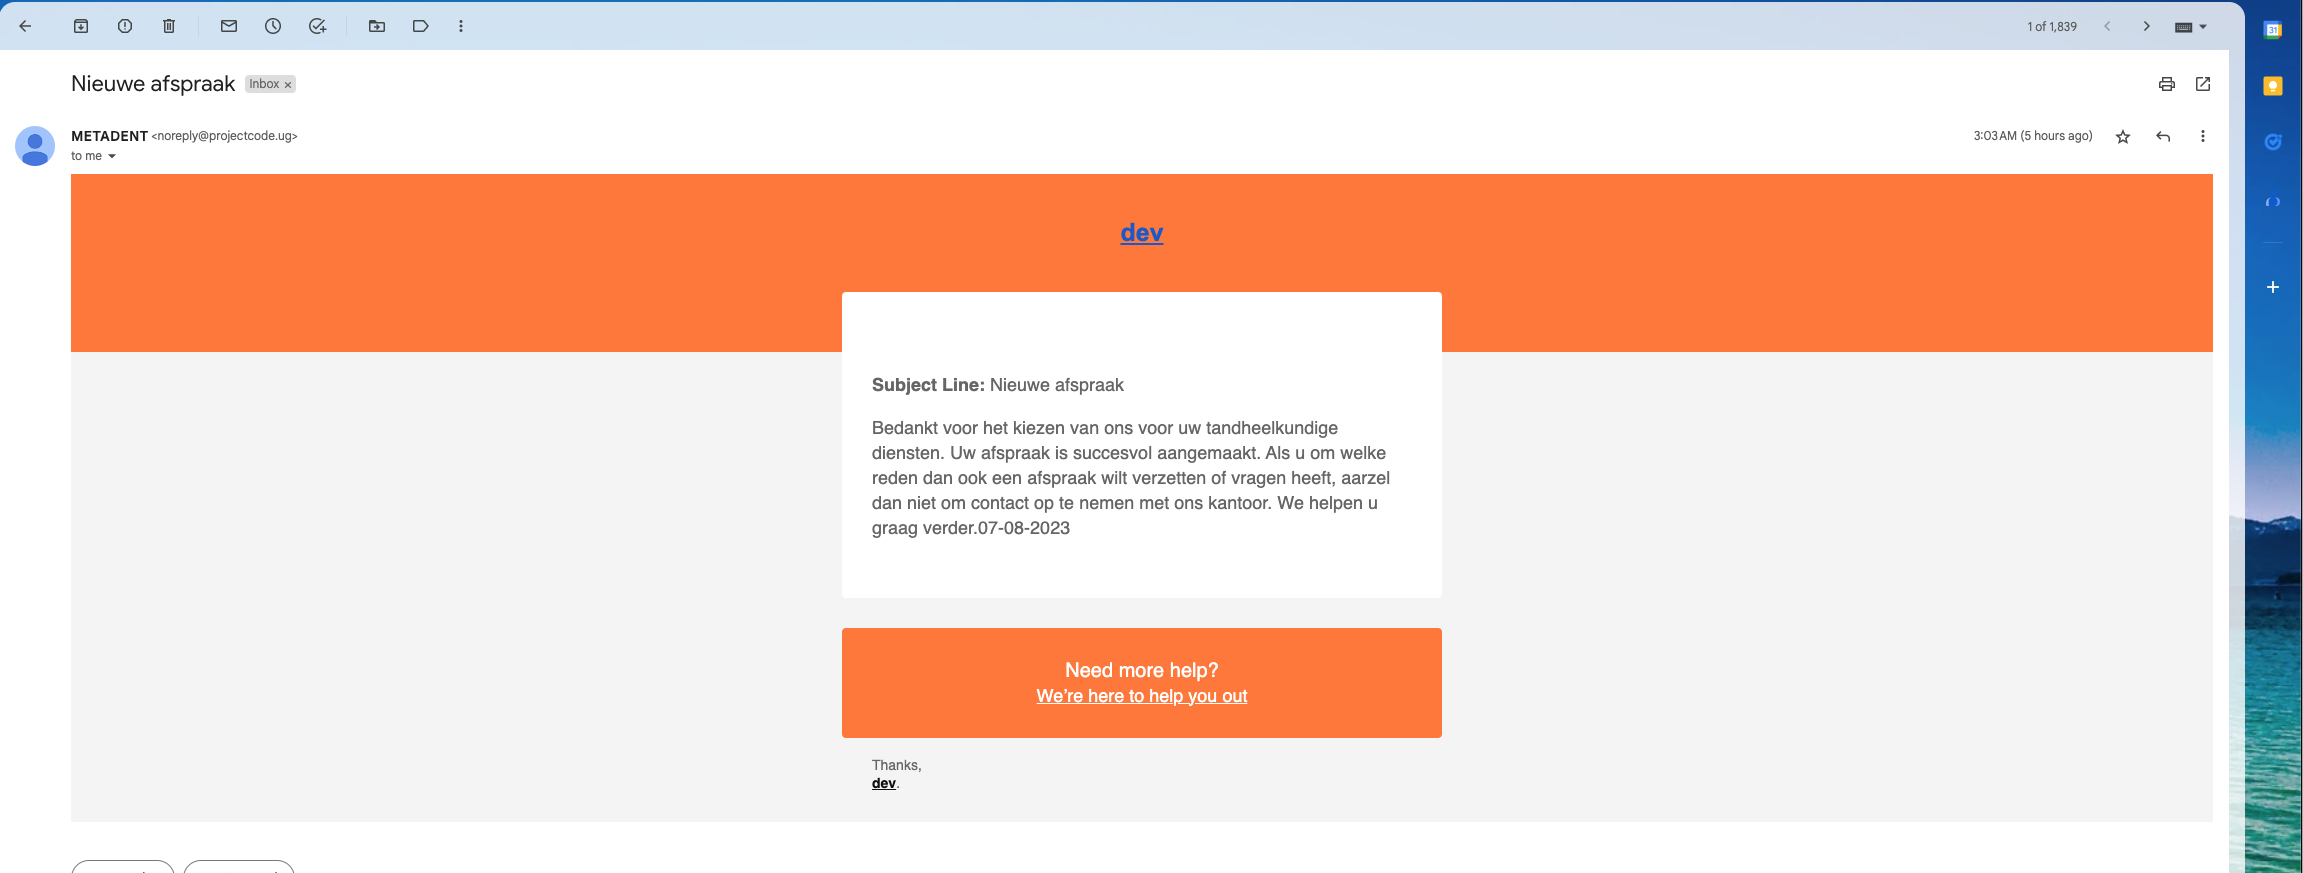 1 of 1,839
31
Nieuwe afspraak Inbox ×
METADENT <noreply@projectcode.ug>
3:03 AM (5 hours ago)
to me
dev
Subject Line: Nieuwe afspraak
Bedankt voor het kiezen van ons voor uw tandheelkundige
diensten. Uw afspraak is succesvol aangemaakt. Als u om welke
reden dan ook een afspraak wilt verzetten of vragen heeft, aarzel
dan niet om contact op te nemen met ons kantoor. We helpen u
graag verder.07-08-2023
Need more help?
We're here to help you out
Thanks,
dev.